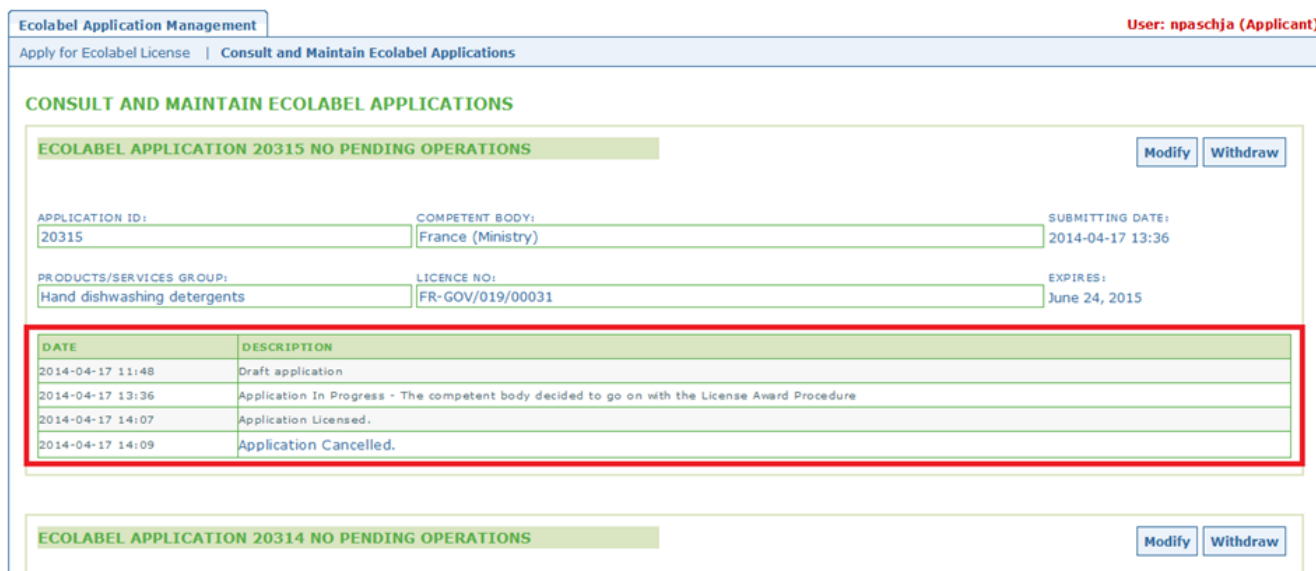 Ecolabel Application Management
User: npaschja (Applicant)
Apply for Ecolabel License | Consult and Maintain Ecolabel Applications
CONSULT AND MAINTAIN ECOLABEL APPLICATIONS
ECOLABEL APPLICATION 20315 NO PENDING OPERATIONS
Modify Withdraw
APPLICATION ID: COMPETENT BODY: SUBMITTING DATE:
20315 France (Ministry) 2014-04-17 13:36
PRODUCTS/SERVICES GROUP: LICENCE NO: EXPIRES:
Hand dishwashing detergents FR-GOV/019/00031 June 24, 2015
DATE DESCRIPTION
2014-04-17 11:48 Draft application
2014-04-17 13:36 Application In Progress - The competent body decided to go on with the License Award Procedure
2014-04-17 14:07 Application Licensed.
2014-04-17 14:09 Application Cancelled.
ECOLABEL APPLICATION 20314 NO PENDING OPERATIONS
Modify Withdraw